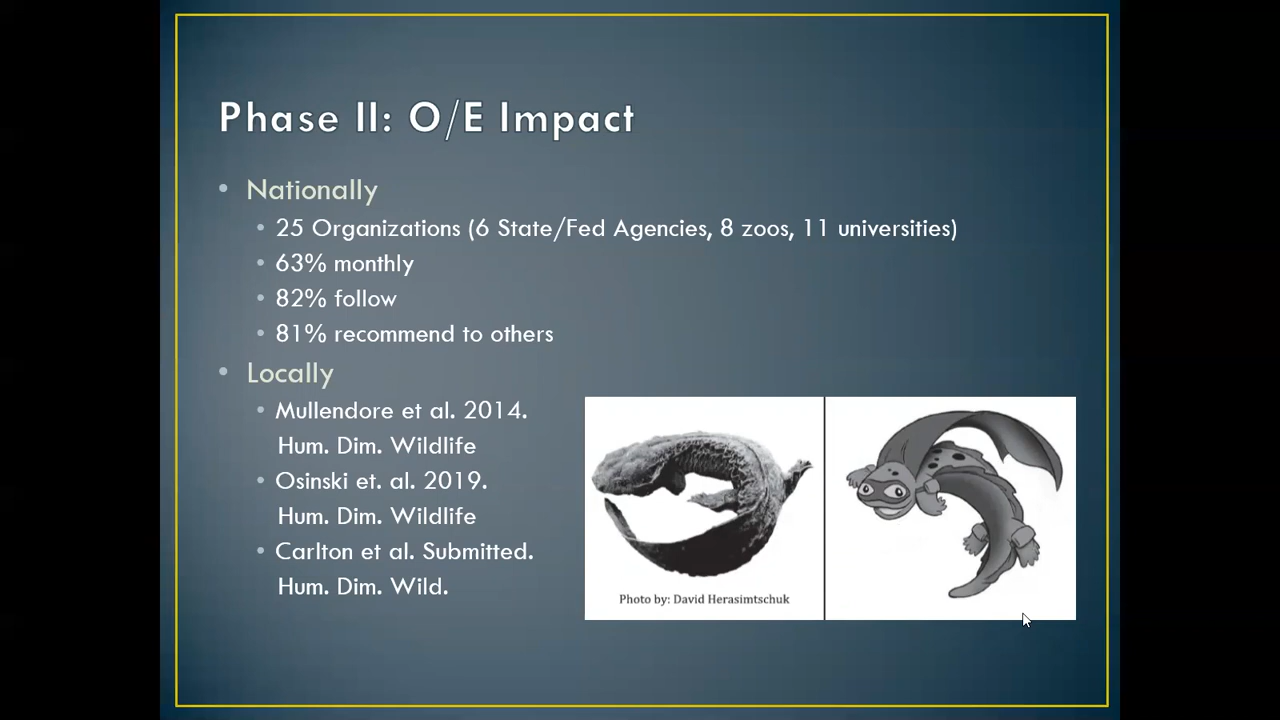 Phase II: O/E Impact
• Nationally
• 25 Organizations (6 State/Fed Agencies, 8 zoos, 11 universities)
• 63% monthly
• 82% follow
• 81% recommend to others
• Locally
• Mullendore et al. 2014.
Hum. Dim. Wildlife
• Osinski et. al. 2019.
Hum. Dim. Wildlife
• Carlton et al. Submitted.
Hum. Dim. Wild.
Photo by: David Herasimtschuk